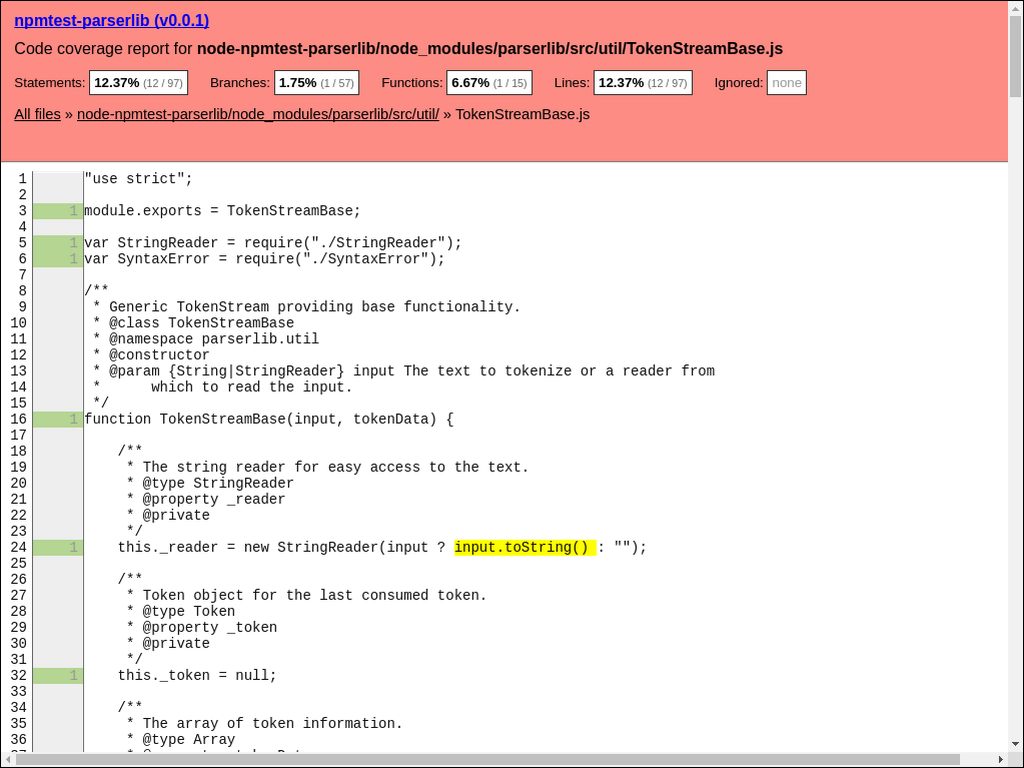 npmtest-parserlib (v0.0.1)
Code coverage report for node-npmtest-parserlib/node_modules/parserlib/src/util/TokenStreamBase.js
Statements: 12.37% (12 / 97) Branches: 1.75% (1 / 57) Functions: 6.67% (1 / 15) Lines: 12.37% (12 / 97) Ignored: none
All files » node-npmtest-parserlib/node_modules/parserlib/src/util/ » TokenStreamBase.js
1 "use strict";
2
3 1 module.exports = TokenStreamBase;
4
5 1 var StringReader = require("./StringReader");
6 1 var SyntaxError = require("./SyntaxError");
7
8 /**
9 * Generic TokenStream providing base functionality.
10 * @class TokenStreamBase
11 * @namespace parserlib.util
12 * @constructor
13 * @param {String|StringReader} input The text to tokenize or a reader from
14 * which to read the input.
15 */
16 1 function TokenStreamBase(input, tokenData) {
17
18 /**
19 * The string reader for easy access to the text.
20 * @type StringReader
21 * @property _reader
22 * @private
23 */
24 1 this._reader = new StringReader(input ? input.toString() : "");
25
26 /**
27 * Token object for the last consumed token.
28 * @type Token
29 * @property _token
30 * @private
31 */
32 1 this._token = null;
33
34 /**
35 * The array of token information.
36 * @type Array